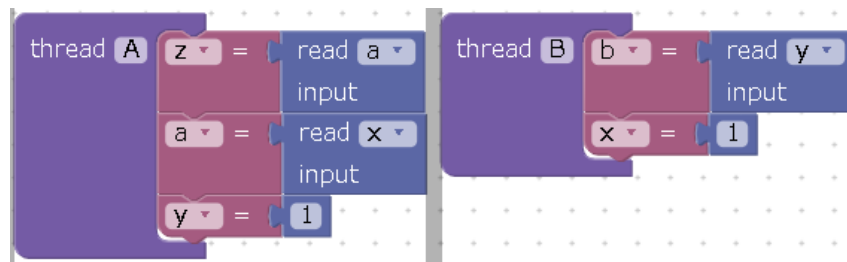 thread A z = read a
input
a = read x
input
y = 1
thread B b = read y
input
x = 1